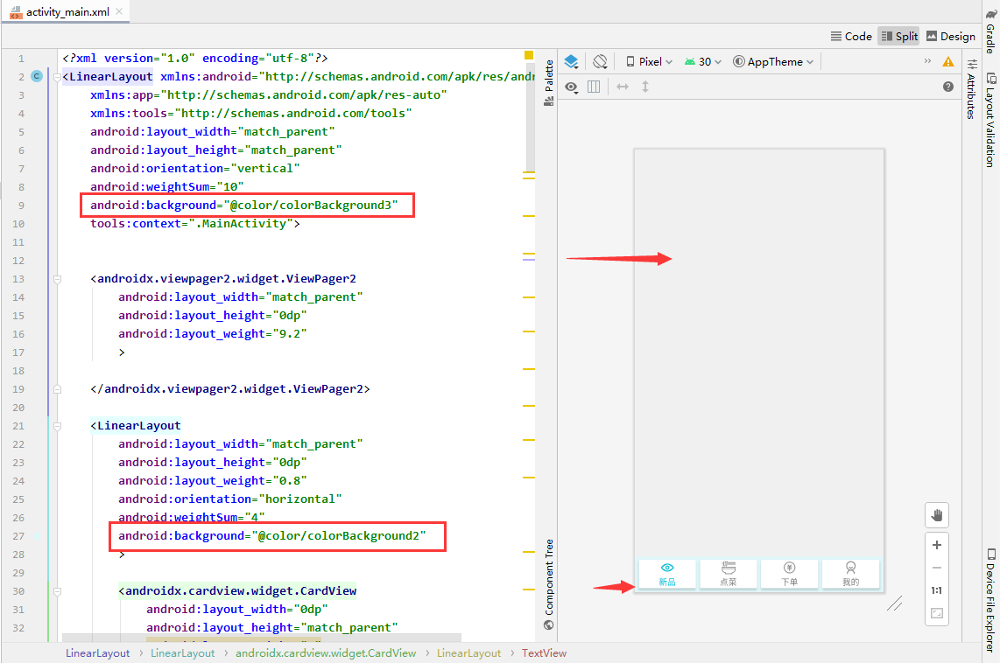 activity_main.xml
Code Split Design
1 <?xml version="1.0" encoding="utf-8"?>
2 <LinearLayout xmlns:android="http://schemas.android.com/apk/res/andr
3 xmlns:app="http://schemas.android.com/apk/res-auto"
4 xmlns:tools="http://schemas.android.com/tools"
5 android:layout_width="match_parent"
6 android:layout_height="match_parent"
7 android:orientation="vertical"
8 android:weightSum="10"
9 android:background="@color/colorBackground3"
10 tools:context=".MainActivity">
11
12
13 <androidx.viewpager2.widget.ViewPager2
14 android:layout_width="match_parent"
15 android:layout_height="0dp"
16 android:layout_weight="9.2"
17 >
18
19 </androidx.viewpager2.widget.ViewPager2>
20
21 <LinearLayout
22 android:layout_width="match_parent"
23 android:layout_height="0dp"
24 android:layout_weight="0.8"
25 android:orientation="horizontal"
26 android:weightSum="4"
27 android:background="@color/colorBackground2"
28 >
29
30 <androidx.cardview.widget.CardView
31 android:layout_width="0dp"
32 android:layout_height="match_parent"
LinearLayout › LinearLayout › androidx.cardview.widget.CardView › LinearLayout › TextView
Palette
Component Tree
Pixel 30 AppTheme
新品 点菜 下单 我的
1:1
Attributes
Gradle
Layout Validation
Device File Explorer